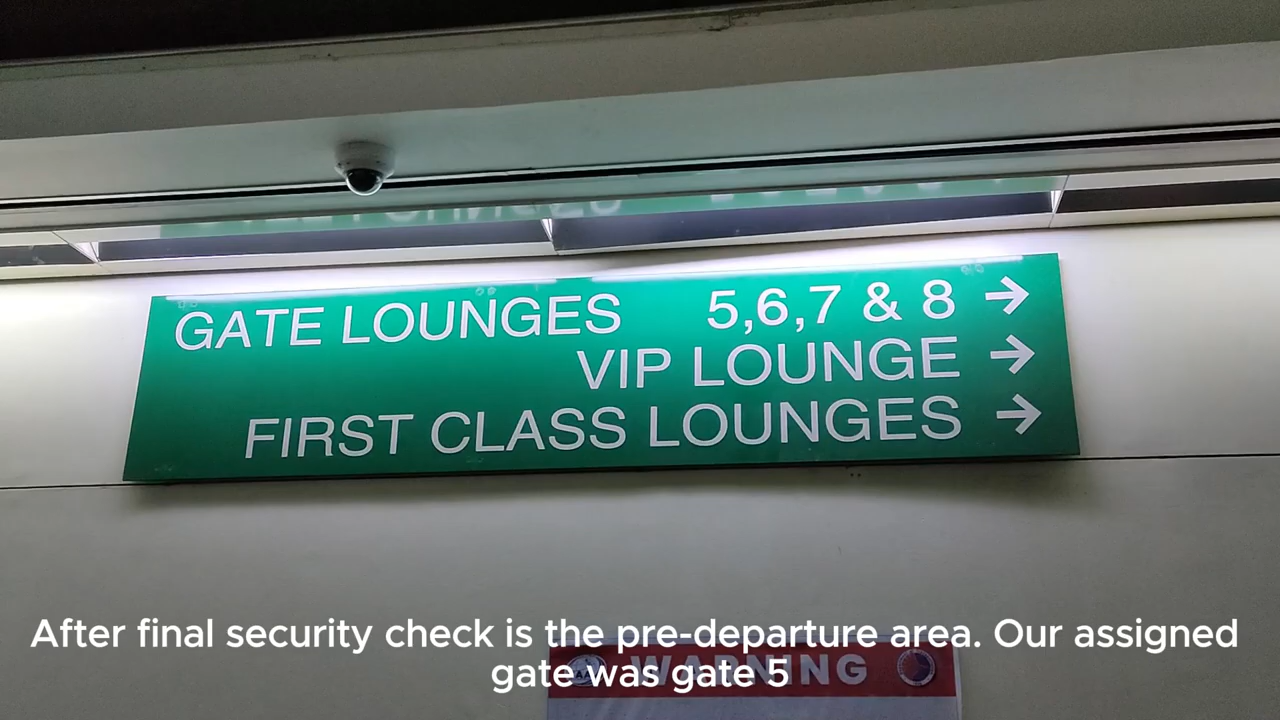 GATE LOUNGES 5,6,7 & 8 →
VIP LOUNGE →
FIRST CLASS LOUNGES →
After final security check is the pre-departure area. Our assigned
gate was gate 5
WARNING